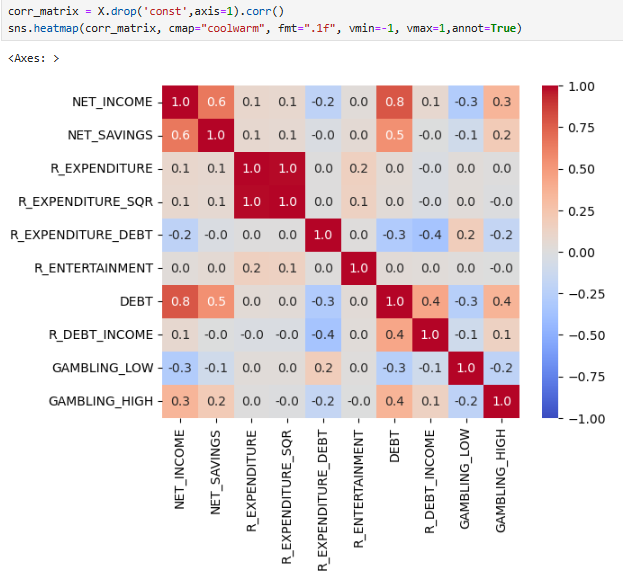 corr_matrix = X.drop('const',axis=1).corr()
sns.heatmap(corr_matrix, cmap="coolwarm", fmt=".1f", vmin=-1, vmax=1,annot=True)
<Axes: >
NET_INCOME 1.0 0.6 0.1 0.1 -0.2 0.0 0.8 0.1 -0.3 0.3
NET_SAVINGS 0.6 1.0 0.1 0.1 -0.0 0.0 0.5 -0.0 -0.1 0.2
R_EXPENDITURE 0.1 0.1 1.0 1.0 0.0 0.2 0.0 -0.0 0.0 0.0
R_EXPENDITURE_SQR 0.1 0.1 1.0 1.0 0.0 0.1 0.0 -0.0 0.0 -0.0
R_EXPENDITURE_DEBT -0.2 -0.0 0.0 0.0 1.0 0.0 -0.3 -0.4 0.2 -0.2
R_ENTERTAINMENT 0.0 0.0 0.2 0.1 0.0 1.0 0.0 0.0 0.0 -0.0
DEBT 0.8 0.5 0.0 0.0 -0.3 0.0 1.0 0.4 -0.3 0.4
R_DEBT_INCOME 0.1 -0.0 -0.0 -0.0 -0.4 0.0 0.4 1.0 -0.1 0.1
GAMBLING_LOW -0.3 -0.1 0.0 0.0 0.2 0.0 -0.3 -0.1 1.0 -0.2
GAMBLING_HIGH 0.3 0.2 0.0 -0.0 -0.2 -0.0 0.4 0.1 -0.2 1.0
NET_INCOME
NET_SAVINGS
R_EXPENDITURE
R_EXPENDITURE_SQR
R_EXPENDITURE_DEBT
R_ENTERTAINMENT
DEBT
R_DEBT_INCOME
GAMBLING_LOW
GAMBLING_HIGH
1.00
0.75
0.50
0.25
0.00
−0.25
−0.50
−0.75
−1.00